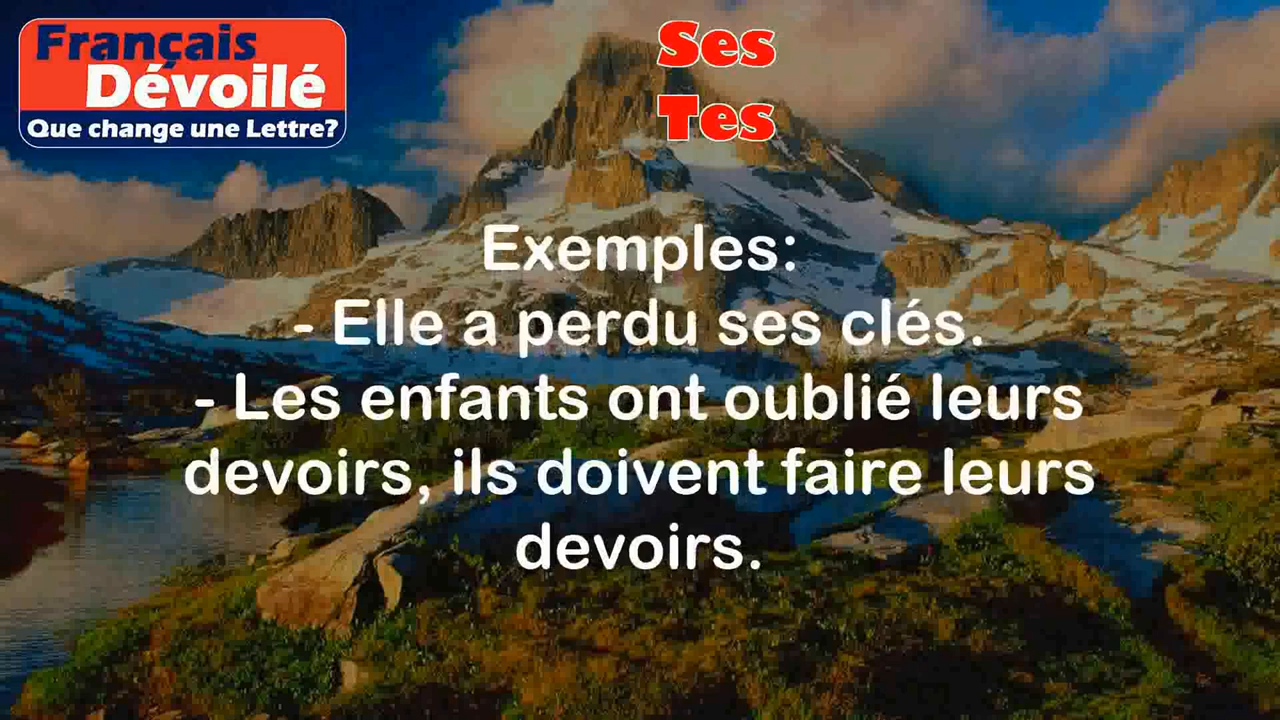 Français
Dévoilé
Que change une Lettre?
Ses
Tes
Exemples:
- Elle a perdu ses clés.
- Les enfants ont oublié leurs
devoirs, ils doivent faire leurs
devoirs.